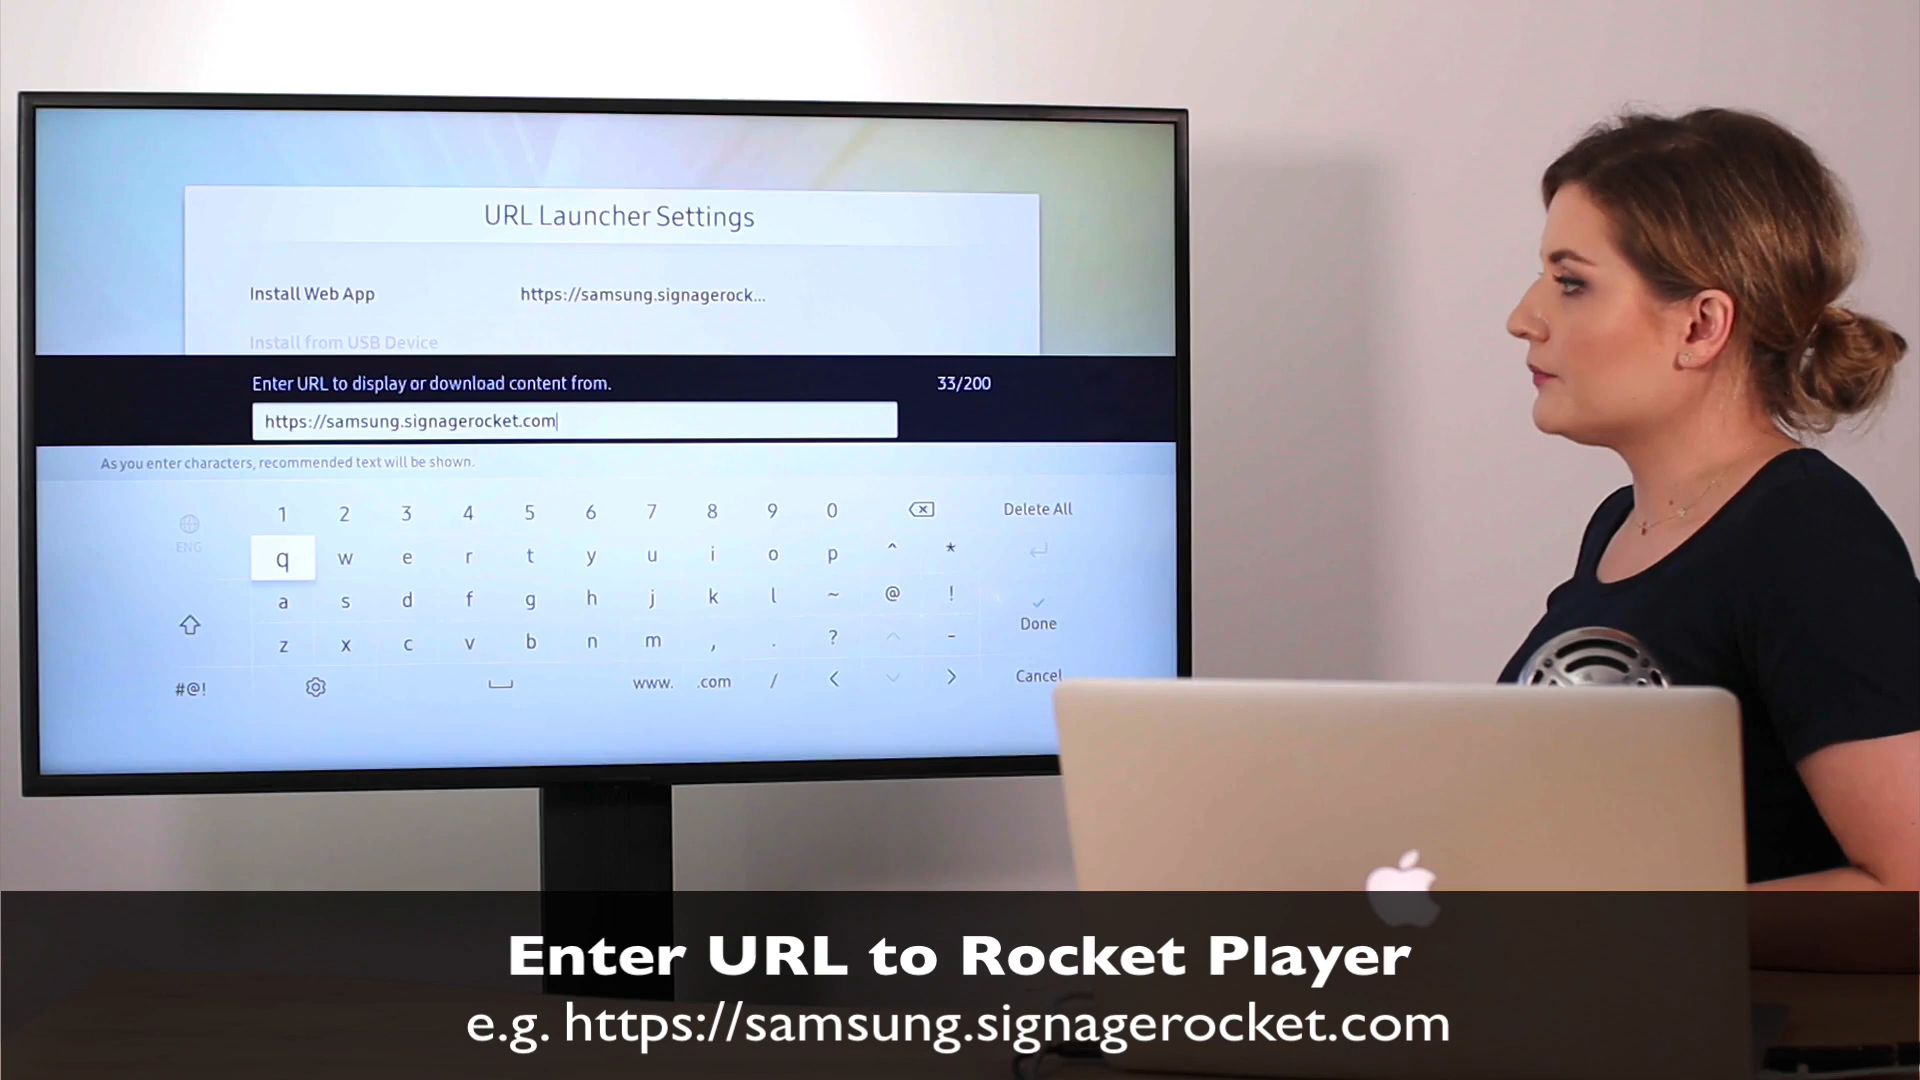 URL Launcher Settings
Install Web App https://samsung.signagerock...
Install from USB Device
Enter URL to display or download content from. 33/200
https://samsung.signagerocket.com
As you enter characters, recommended text will be shown.
1 2 3 4 5 6 7 8 9 0 Delete All
ENG
q w e r t y u i o p ^ *
a s d f g h j k l ~ @ !
z x c v b n m , . ? ^ - Done
#@! www. .com / < > Cancel
Enter URL to Rocket Player
e.g. https://samsung.signagerocket.com